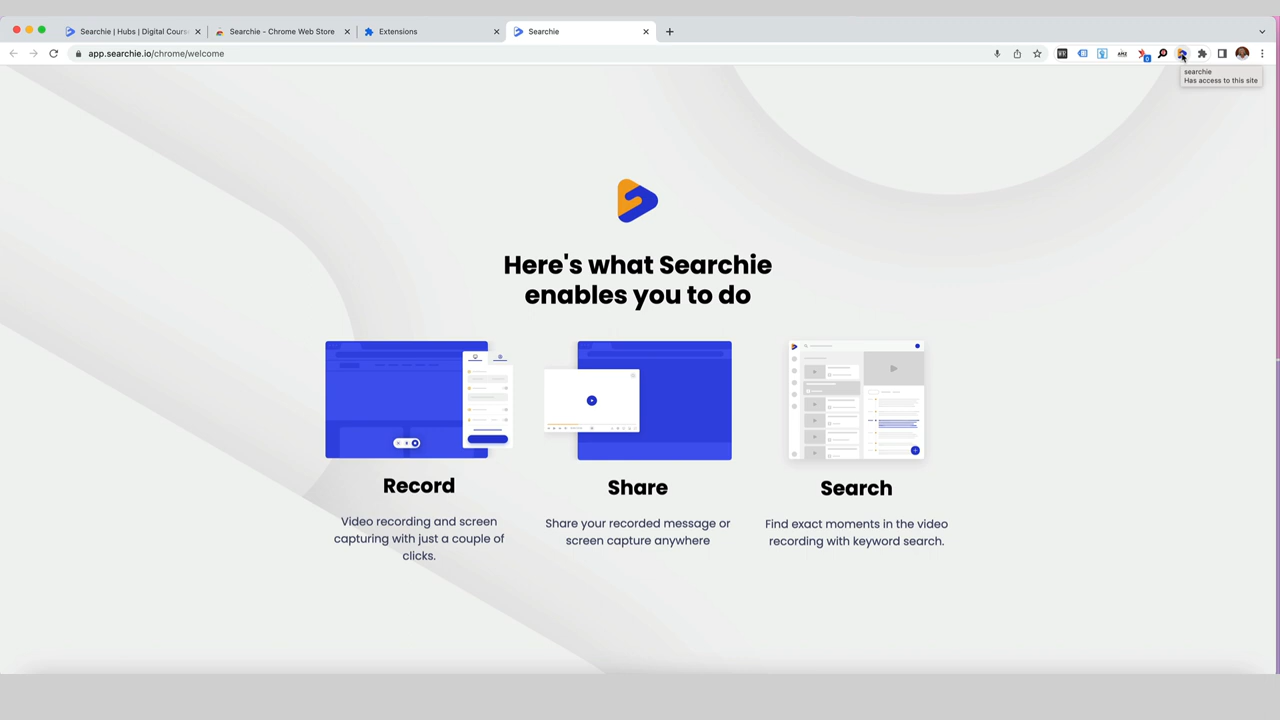 Searchie | Hubs | Digital Cours
Searchie - Chrome Web Store
Extensions
Searchie
app.searchie.io/chrome/welcome
searchie
Has access to this site
Here's what Searchie
enables you to do
Record
Video recording and screen
capturing with just a couple of
clicks.
Share
Share your recorded message or
screen capture anywhere
Search
Find exact moments in the video
recording with keyword search.